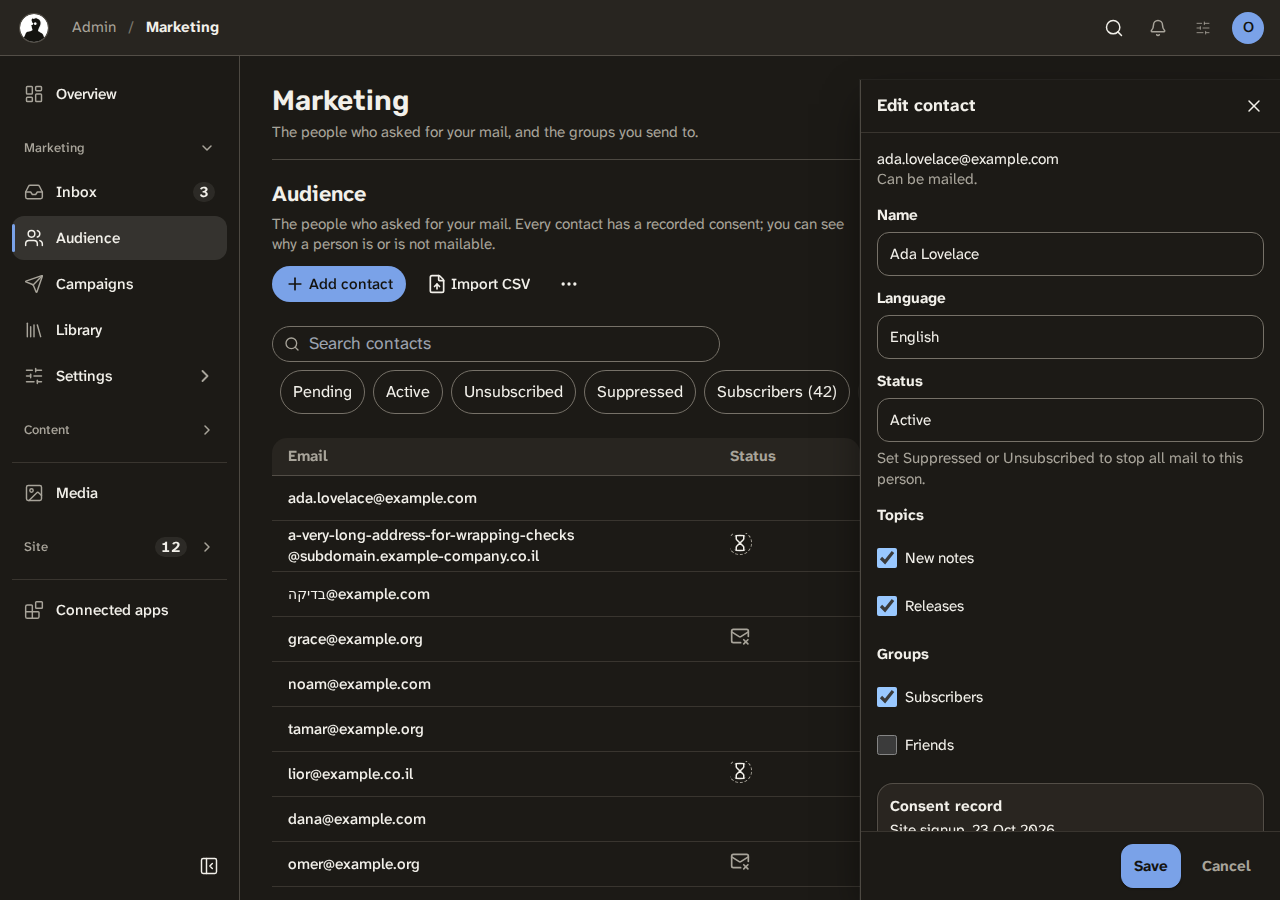 Admin / Marketing
O
Overview
Marketing
Inbox 3
Audience
Campaigns
Library
Settings
Content
Media
Site 12
Connected apps
Marketing
The people who asked for your mail, and the groups you send to.
Audience
The people who asked for your mail. Every contact has a recorded consent; you can see
why a person is or is not mailable.
Add contact
Import CSV
Search contacts
Pending
Active
Unsubscribed
Suppressed
Subscribers (42)
Email Status
ada.lovelace@example.com
a-very-long-address-for-wrapping-checks
@subdomain.example-company.co.il
בדיקה@example.com
grace@example.org
noam@example.com
tamar@example.org
lior@example.co.il
dana@example.com
omer@example.org
Edit contact
ada.lovelace@example.com
Can be mailed.
Name
Ada Lovelace
Language
English
Status
Active
Set Suppressed or Unsubscribed to stop all mail to this
person.
Topics
New notes
Releases
Groups
Subscribers
Friends
Consent record
Site signup, 23 Oct 2026
Save
Cancel